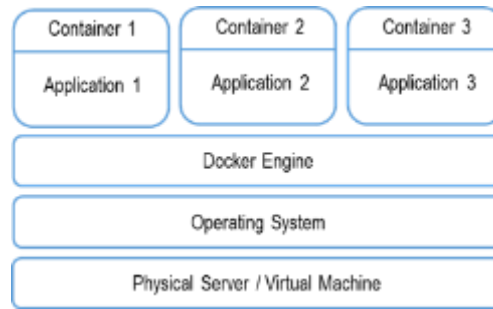 Container 1
Container 2
Container 3
Application 1
Application 2
Application 3
Docker Engine
Operating System
Physical Server / Virtual Machine